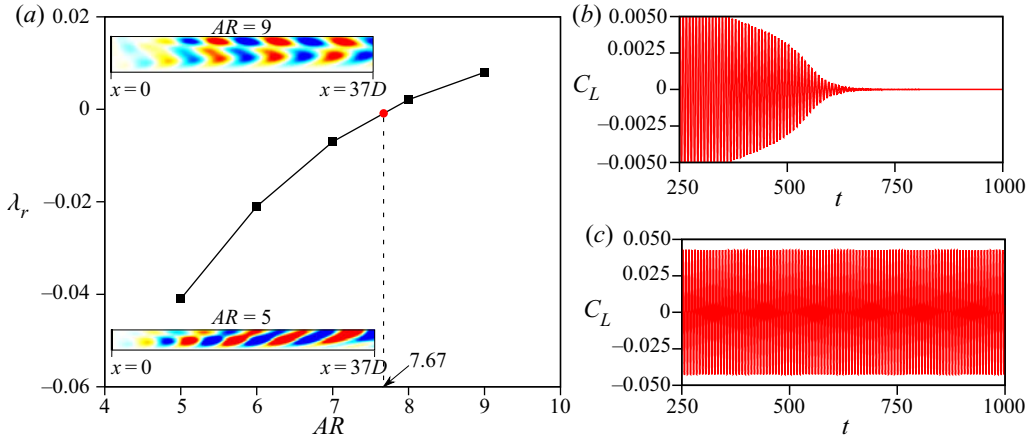 (a)
0.02
0
−0.02
−0.04
−0.06
λr
AR = 9
x = 0
x = 37D
AR = 5
x = 0
x = 37D
7.67
4
5
6
7
8
9
10
AR
(b)
0.0050
0.0025
0
−0.0025
−0.0050
CL
250
500
750
1000
t
(c)
0.050
0.025
0
−0.025
−0.050
CL
250
500
750
1000
t